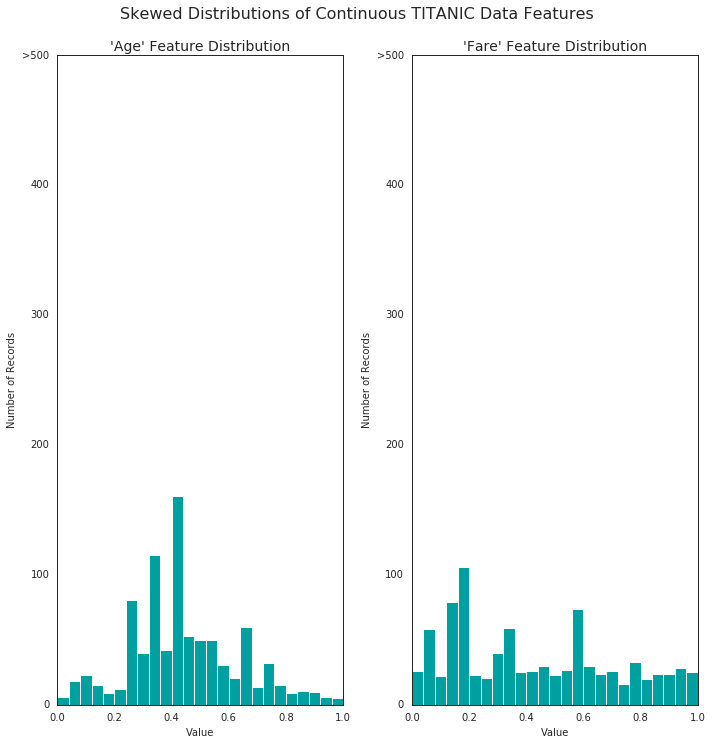 Skewed Distributions of Continuous TITANIC Data Features
'Age' Feature Distribution
>500
400
300
200
100
0
Number of Records
0.0 0.2 0.4 0.6 0.8 1.0
Value
'Fare' Feature Distribution
>500
400
300
200
100
0
Number of Records
0.0 0.2 0.4 0.6 0.8 1.0
Value